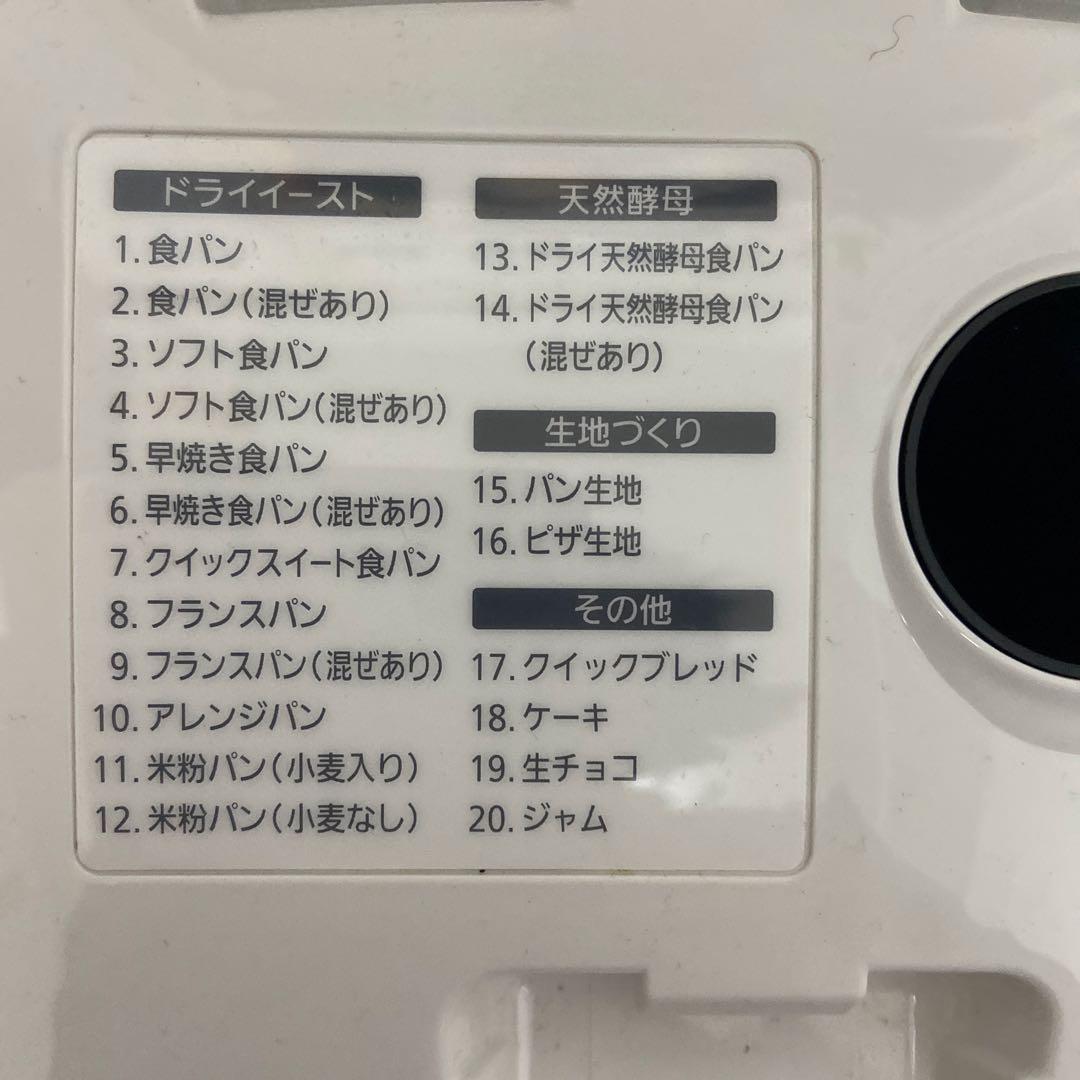 ドライイースト
1. 食パン
2. 食パン(混ぜあり)
3. ソフト食パン
4. ソフト食パン(混ぜあり)
5. 早焼き食パン
6. 早焼き食パン(混ぜあり)
7. クイックスイート食パン
8. フランスパン
9. フランスパン(混ぜあり)
10. アレンジパン
11. 米粉パン(小麦入り)
12. 米粉パン(小麦なし)
天然酵母
13. ドライ天然酵母食パン
14. ドライ天然酵母食パン
(混ぜあり)
生地づくり
15. パン生地
16. ピザ生地
その他
17. クイックブレッド
18. ケーキ
19. 生チョコ
20. ジャム